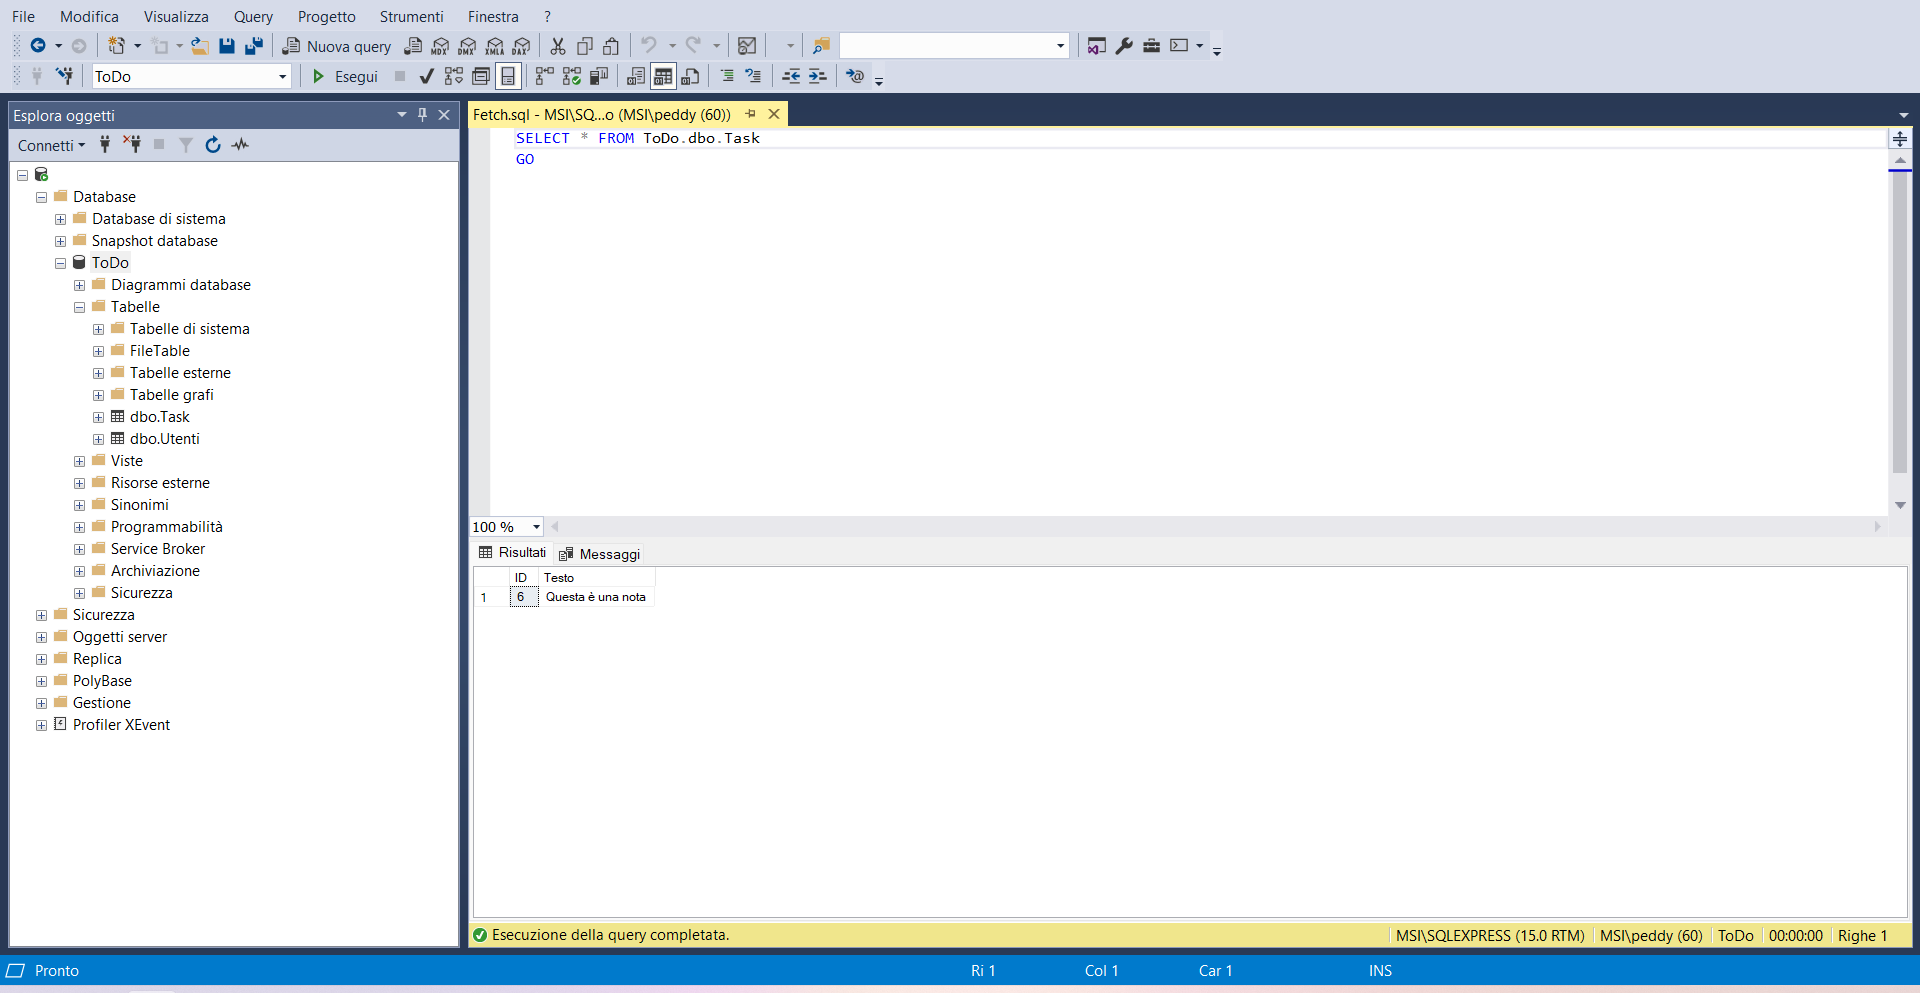 File Modifica Visualizza Query Progetto Strumenti Finestra ?
Nuova query MDX DMX XMLA DAX
ToDo Esegui
Esplora oggetti
Connetti
Database
Database di sistema
Snapshot database
ToDo
Diagrammi database
Tabelle
Tabelle di sistema
FileTable
Tabelle esterne
Tabelle grafi
dbo.Task
dbo.Utenti
Viste
Risorse esterne
Sinonimi
Programmabilità
Service Broker
Archiviazione
Sicurezza
Sicurezza
Oggetti server
Replica
PolyBase
Gestione
Profiler XEvent
Fetch.sql - MSI\SQ...o (MSI\peddy (60))
SELECT * FROM ToDo.dbo.Task
GO
100 %
Risultati Messaggi
ID Testo
1 6 Questa è una nota
Esecuzione della query completata. MSI\SQLEXPRESS (15.0 RTM) MSI\peddy (60) ToDo 00:00:00 Righe 1
Pronto Ri 1 Col 1 Car 1 INS